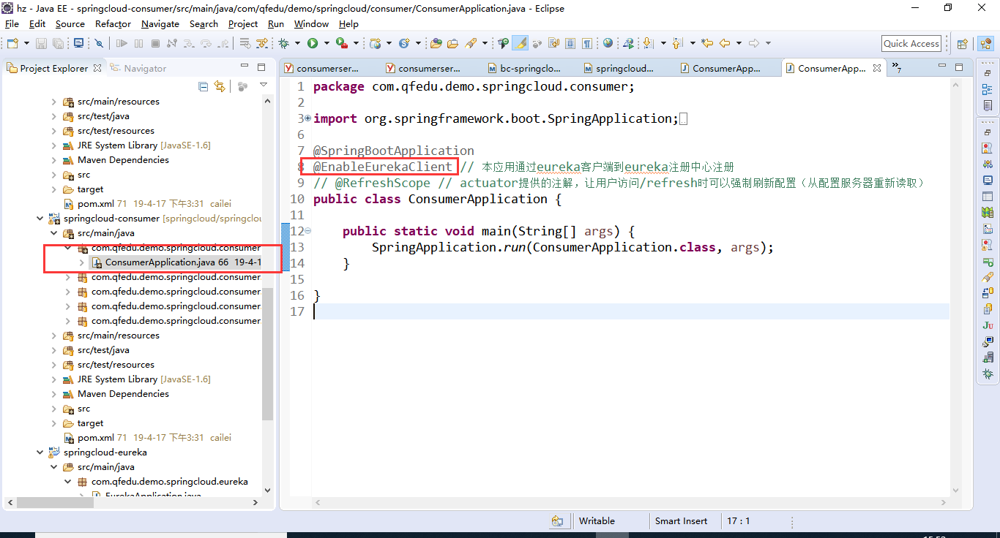 hz - Java EE - springcloud-consumer/src/main/java/com/qfedu/demo/springcloud/consumer/ConsumerApplication.java - Eclipse
File Edit Source Refactor Navigate Search Project Run Window Help
Quick Access
Project Explorer Navigator
src/main/resources
src/test/java
src/test/resources
JRE System Library [JavaSE-1.6]
Maven Dependencies
src
target
pom.xml 71 19-4-17 下午3:31 cailei
springcloud-consumer [springcloud/springclou
src/main/java
com.qfedu.demo.springcloud.consumer
ConsumerApplication.java 66 19-4-1
com.qfedu.demo.springcloud.consumer.
com.qfedu.demo.springcloud.consumer.
com.qfedu.demo.springcloud.consumer.
com.qfedu.demo.springcloud.consumer.
src/main/resources
src/test/java
src/test/resources
JRE System Library [JavaSE-1.6]
Maven Dependencies
src
target
pom.xml 71 19-4-17 下午3:31 cailei
springcloud-eureka
src/main/java
com.qfedu.demo.springcloud.eureka
EurekaApplication.java
consumerser... consumerser... bc-springclo... springcloud... ConsumerApp... ConsumerApp... »7
1 package com.qfedu.demo.springcloud.consumer;
2
3 import org.springframework.boot.SpringApplication;
6
7 @SpringBootApplication
8 @EnableEurekaClient // 本应用通过eureka客户端到eureka注册中心注册
9 // @RefreshScope // actuator提供的注解，让用户访问/refresh时可以强制刷新配置（从配置服务器重新读取）
10 public class ConsumerApplication {
11
12 public static void main(String[] args) {
13 SpringApplication.run(ConsumerApplication.class, args);
14 }
15
16 }
17
Writable Smart Insert 17 : 1